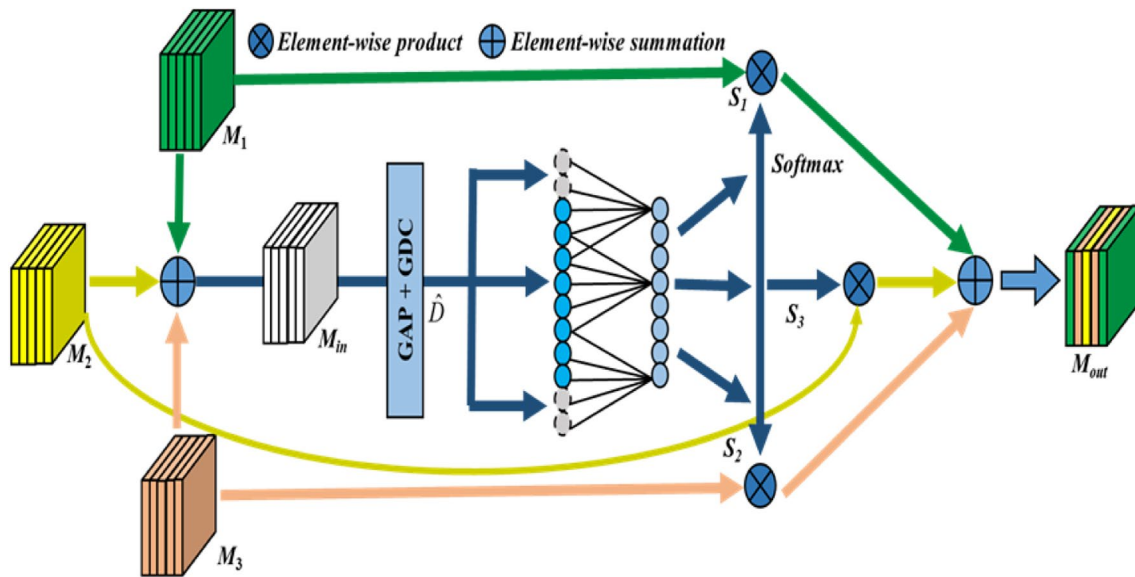 Element-wise product
Element-wise summation
M1
S1
Softmax
M2
Min
GAP + GDC
D̂
S3
Mout
S2
M3